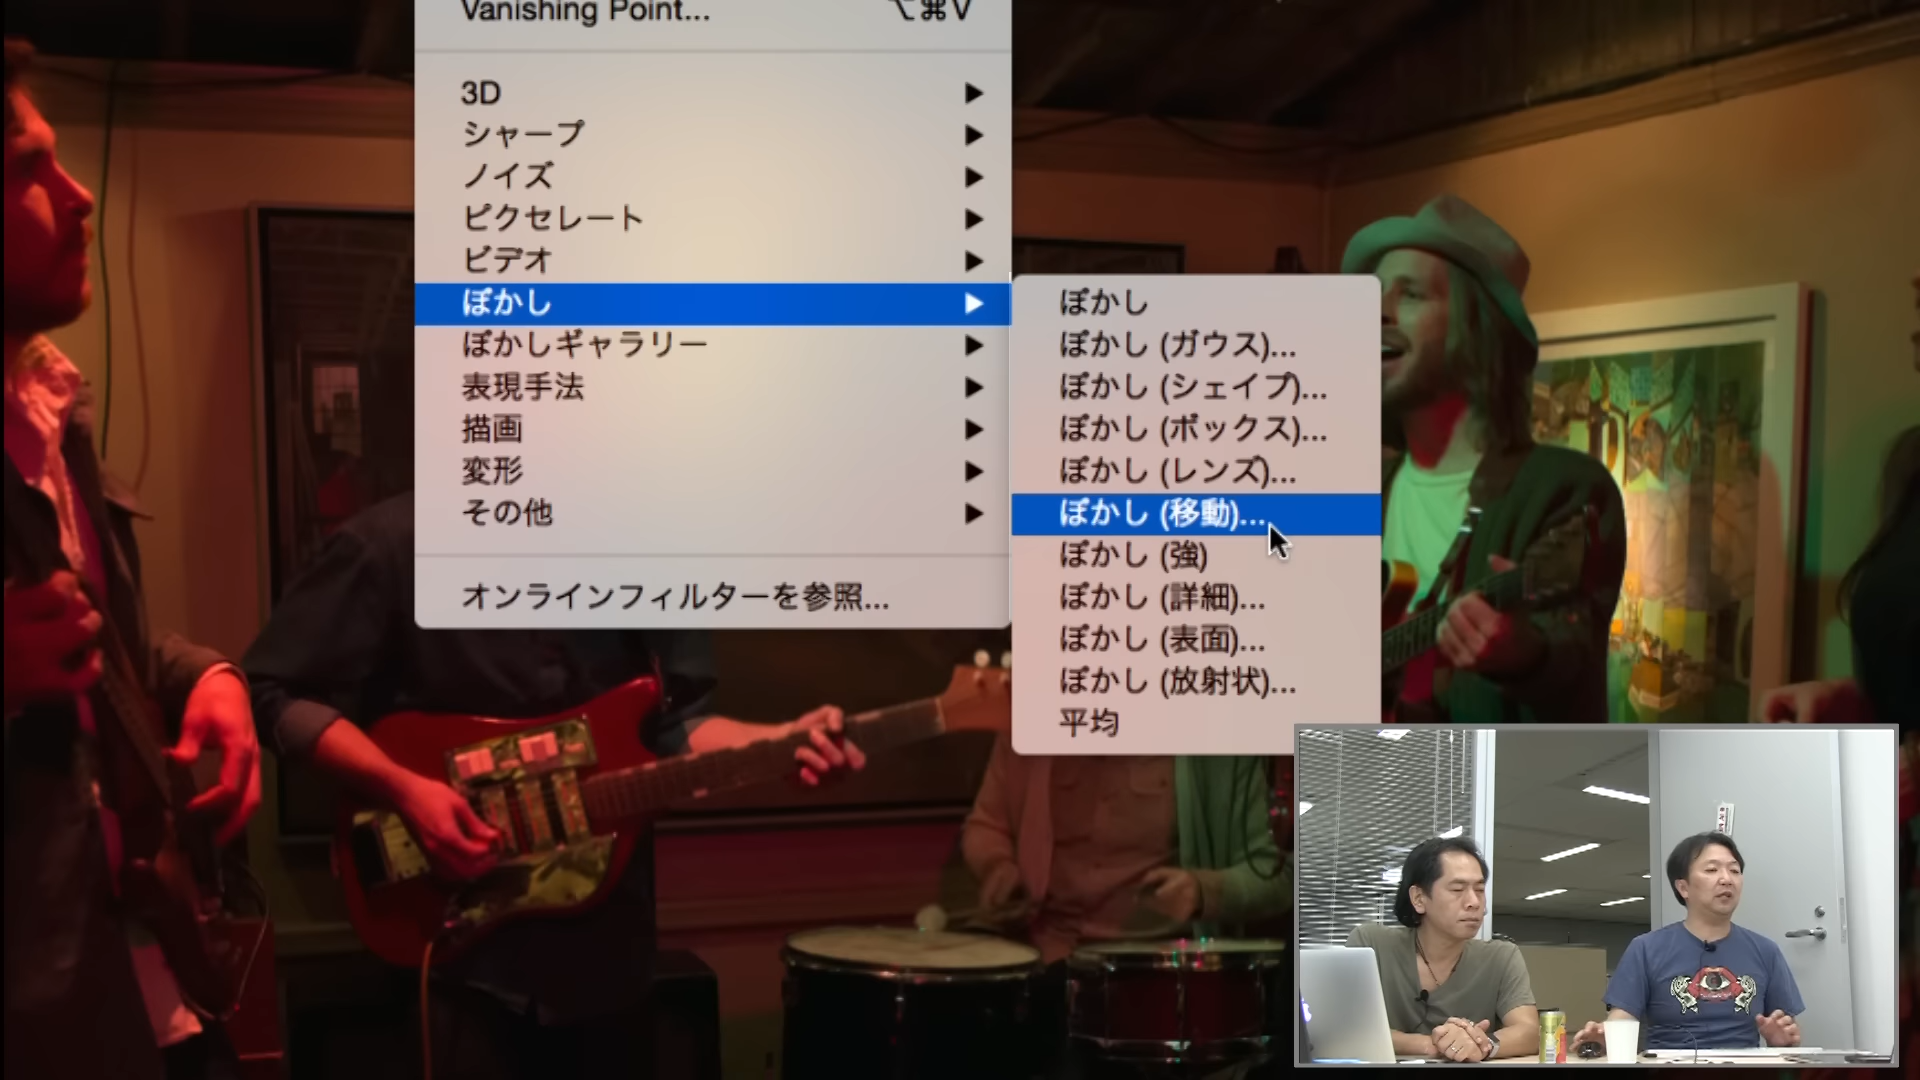 Vanishing Point... ⌥⌘V
3D
シャープ
ノイズ
ピクセレート
ビデオ
ぼかし
ぼかしギャラリー
表現手法
描画
変形
その他
オンラインフィルターを参照...
ぼかし
ぼかし (ガウス)...
ぼかし (シェイプ)...
ぼかし (ボックス)...
ぼかし (レンズ)...
ぼかし (移動)...
ぼかし (強)
ぼかし (詳細)...
ぼかし (表面)...
ぼかし (放射状)...
平均